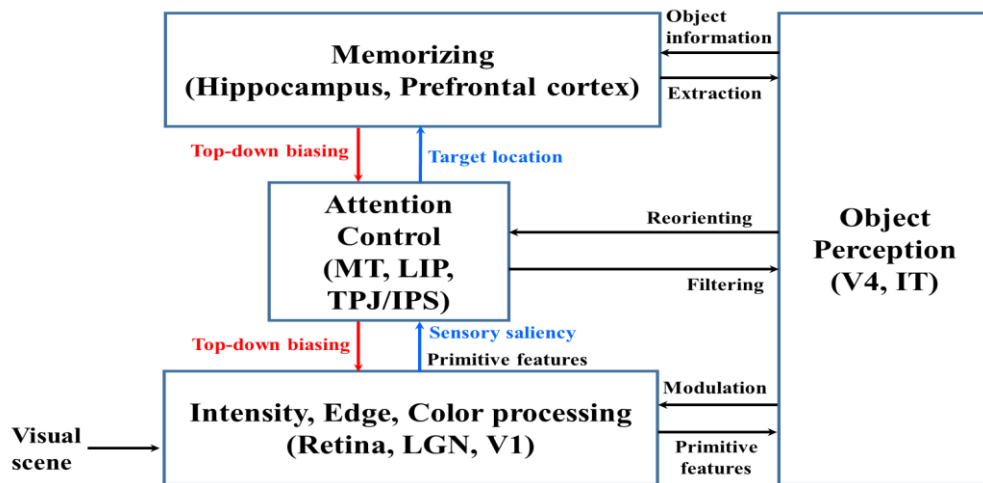 Memorizing
(Hippocampus, Prefrontal cortex)
Object
information
Extraction
Top-down biasing
Target location
Attention
Control
(MT, LIP,
TPJ/IPS)
Reorienting
Filtering
Object
Perception
(V4, IT)
Top-down biasing
Sensory saliency
Primitive features
Intensity, Edge, Color processing
(Retina, LGN, V1)
Modulation
Primitive
features
Visual
scene